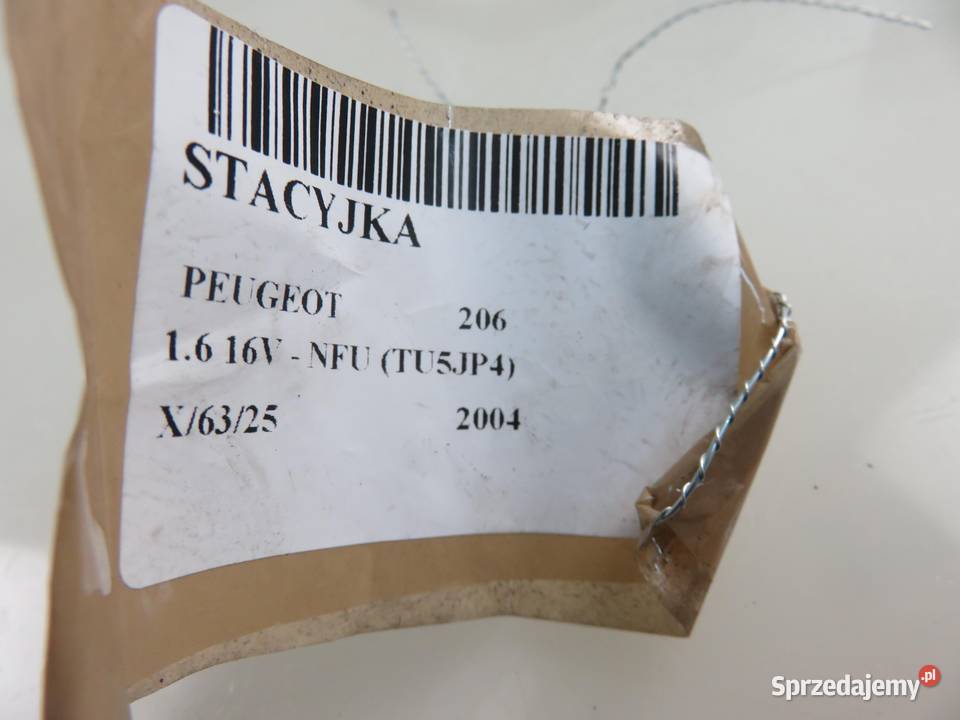 STACYJKA
PEUGEOT 206
1.6 16V - NFU (TU5JP4)
X/63/25 2004
Sprzedajemy.pl